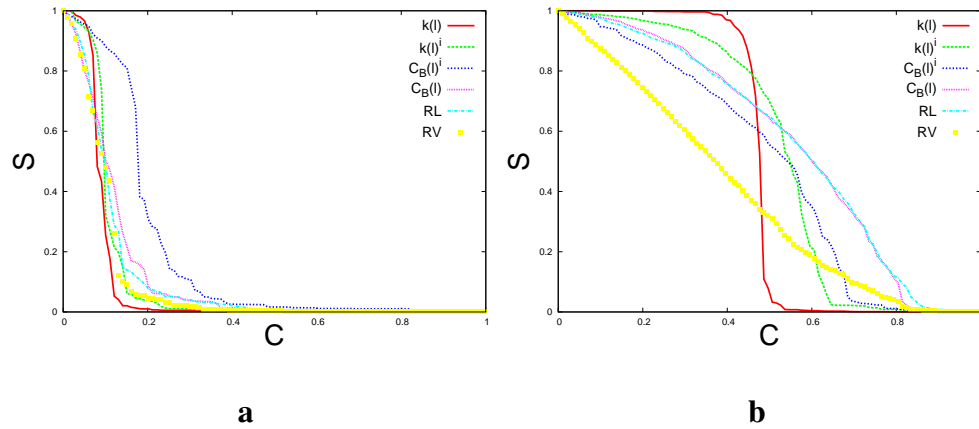 S
1
0.8
0.6
0.4
0.2
0
0 0.2 0.4 0.6 0.8 1
C
k(l)
k(l)^i
C_B(l)^i
C_B(l)
RL
RV
a
S
1
0.8
0.6
0.4
0.2
0
0 0.2 0.4 0.6 0.8
C
k(l)
k(l)^i
C_B(l)^i
C_B(l)
RL
RV
b